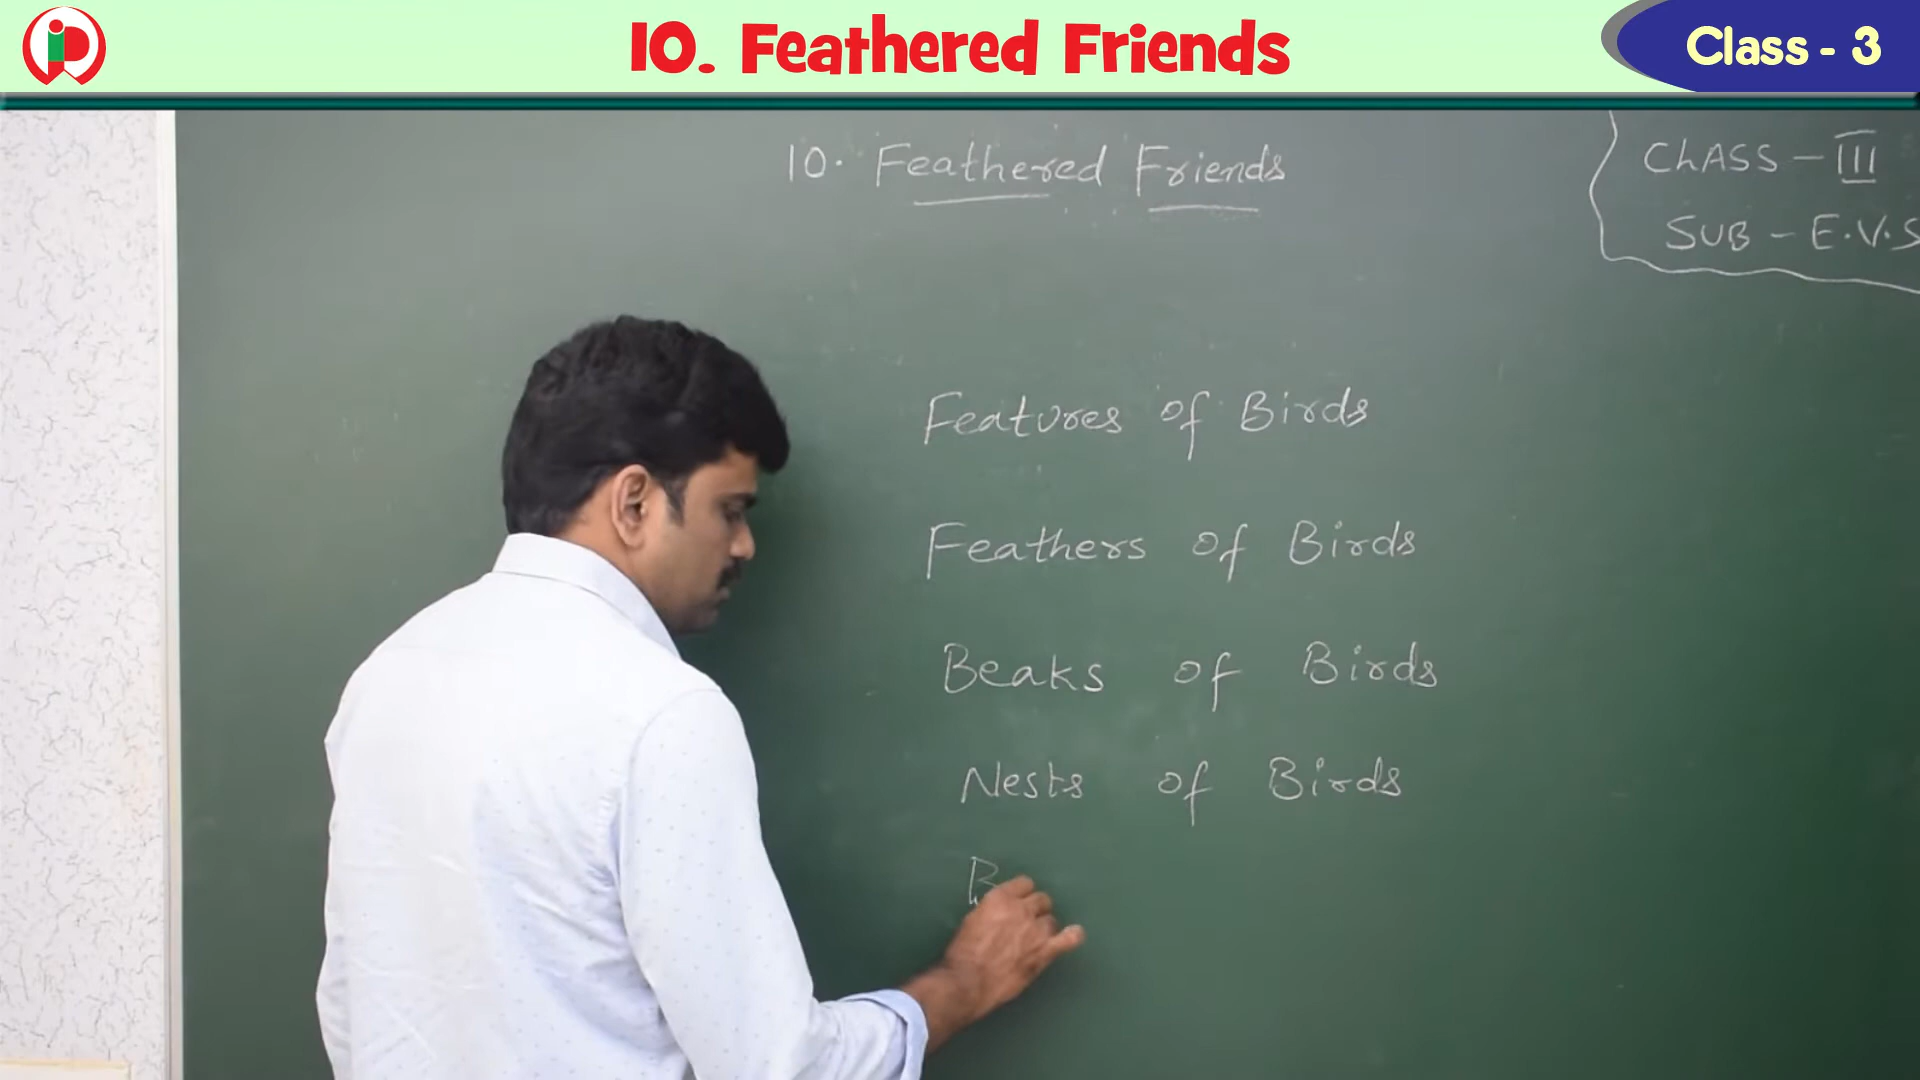 10. Feathered Friends
Class - 3
10. Feathered Friends
CLASS - III
SUB - E.V.S
Features of Birds
Feathers of Birds
Beaks of Birds
Nests of Birds
B